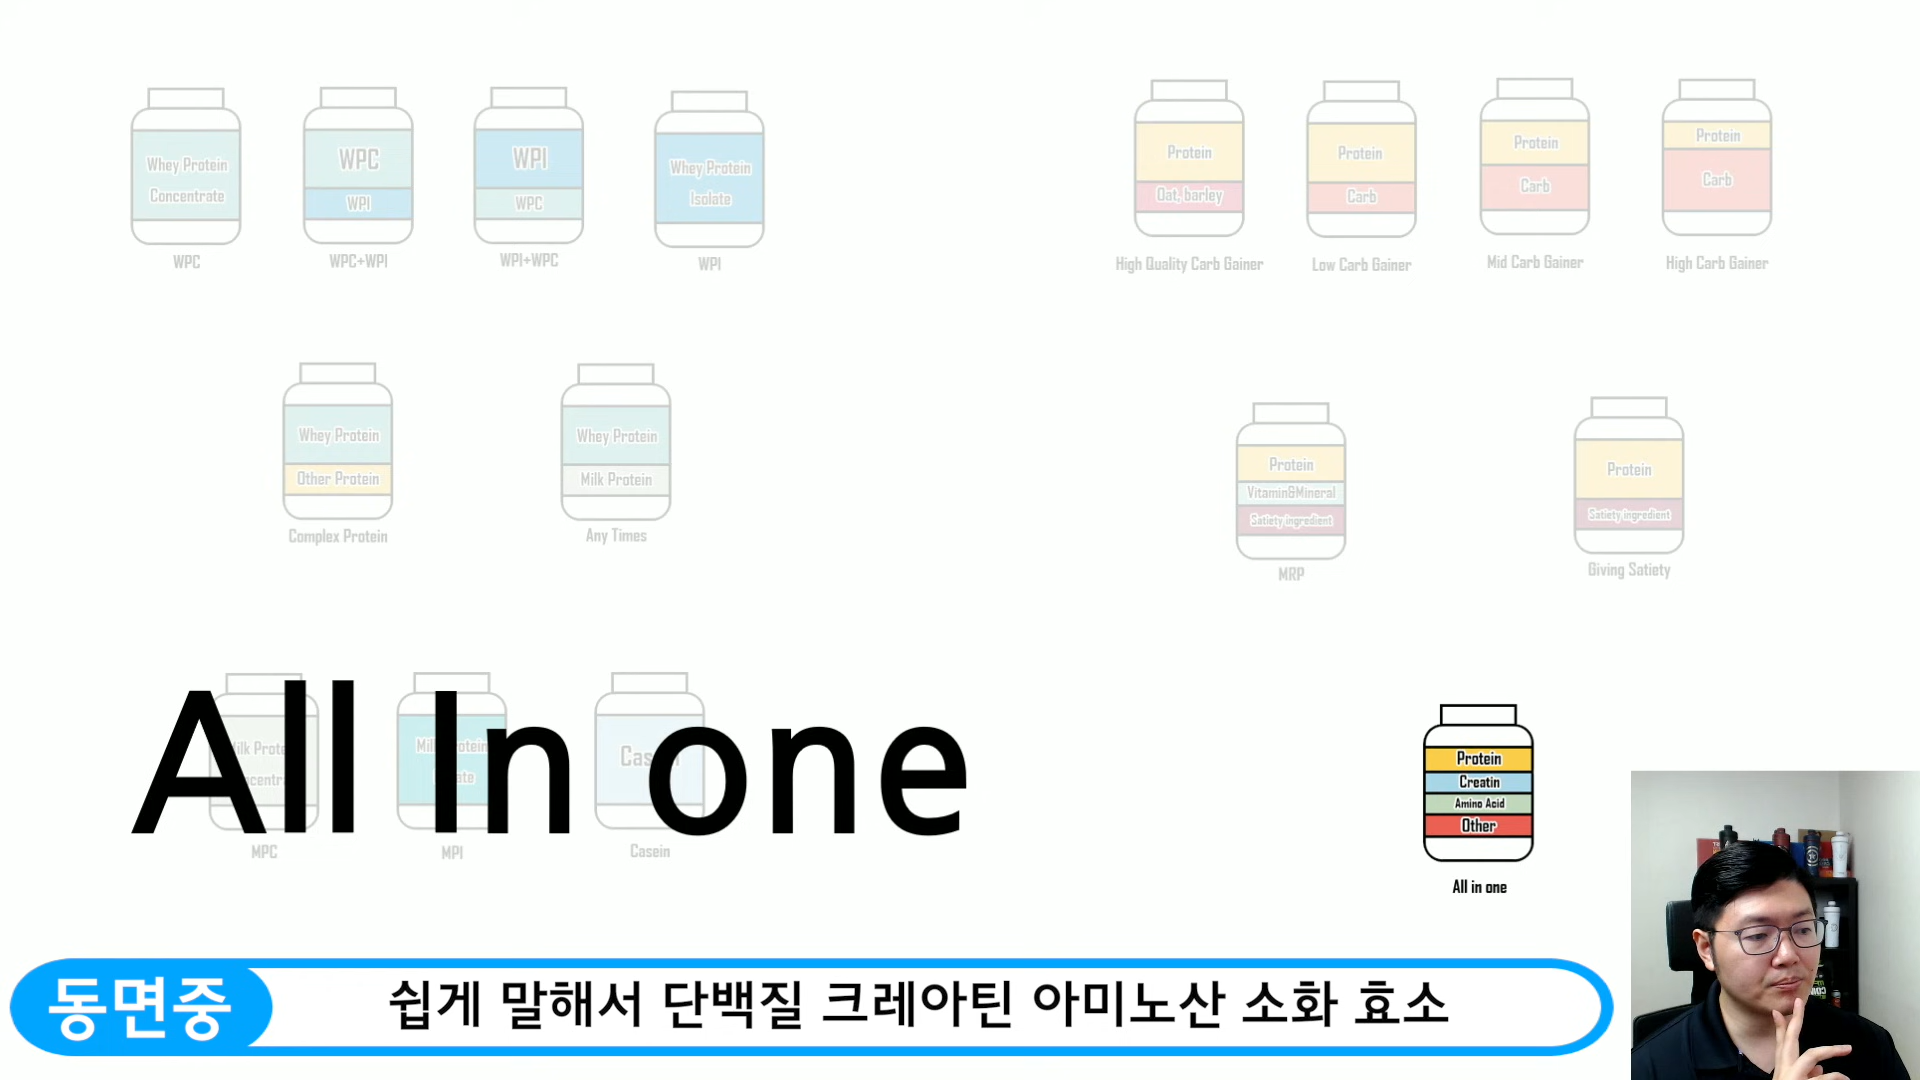 Whey Protein
Concentrate
WPC
WPC
WPI
WPC+WPI
WPI
WPC
WPI+WPC
Whey Protein
Isolate
WPI
Protein
Oat, barley
High Quality Carb Gainer
Protein
Carb
Low Carb Gainer
Protein
Carb
Mid Carb Gainer
Protein
Carb
High Carb Gainer
Whey Protein
Other Protein
Complex Protein
Whey Protein
Milk Protein
Any Times
Protein
Vitamin&Mineral
Satiety ingredient
MRP
Protein
Satiety ingredient
Giving Satiety
All In one
MPC
MPI
Casein
Protein
Creatin
Amino Acid
Other
All in one
동면중
쉽게 말해서 단백질 크레아틴 아미노산 소화 효소